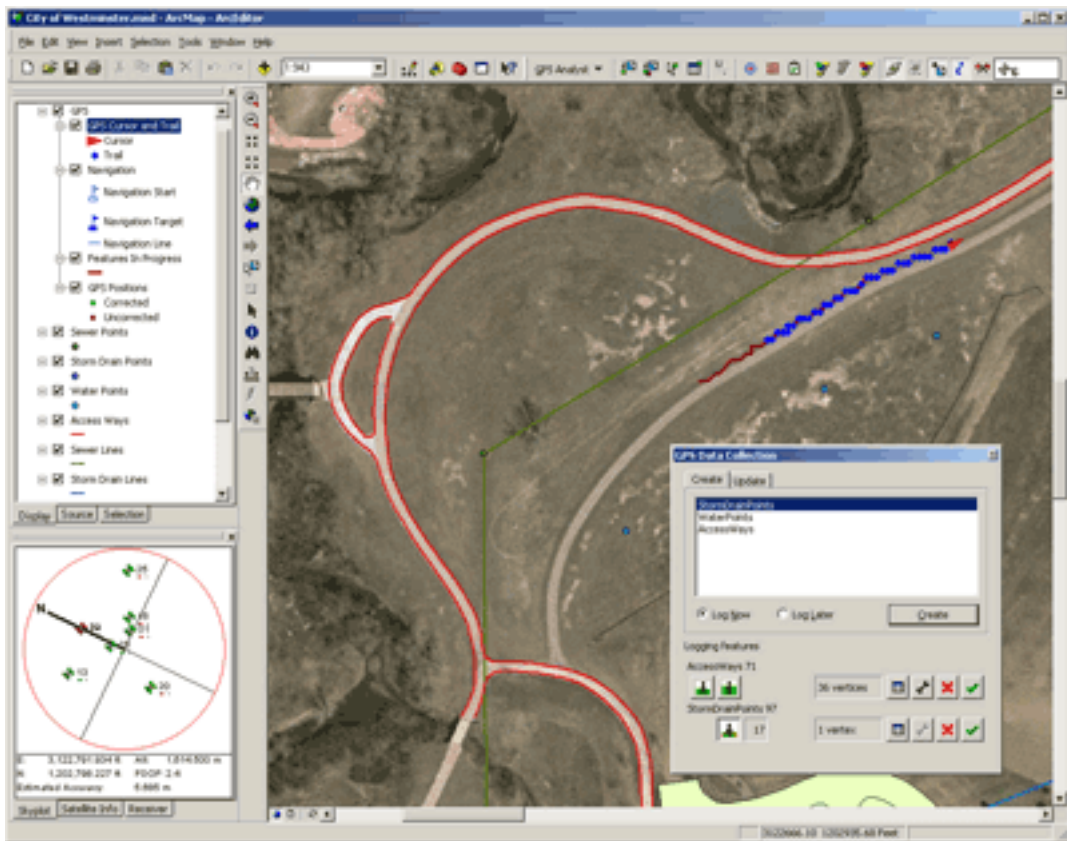 City of Westminster.mxd - ArcMap - ArcEditor
File Edit View Insert Selection Tools Window Help
1:943
GPS Analyst
GPS
GPS Cursor and Trail
Cursor
Trail
Navigation
Navigation Start
Navigation Target
Navigation Line
Features In Progress
GPS Positions
Corrected
Uncorrected
Sewer Points
Storm Drain Points
Water Points
Access Ways
Sewer Lines
Storm Drain Lines
Display Source Selection
N
Estimated Accuracy
Skyplot Satellite Info Receiver
GPS Data Collection
Create Update
StormDrainPoints
WaterPoints
AccessWays
Log Now Log Later Create
Logging Features
AccessWays 71
36 vertices
StormDrainPoints 97
17 1 vertex